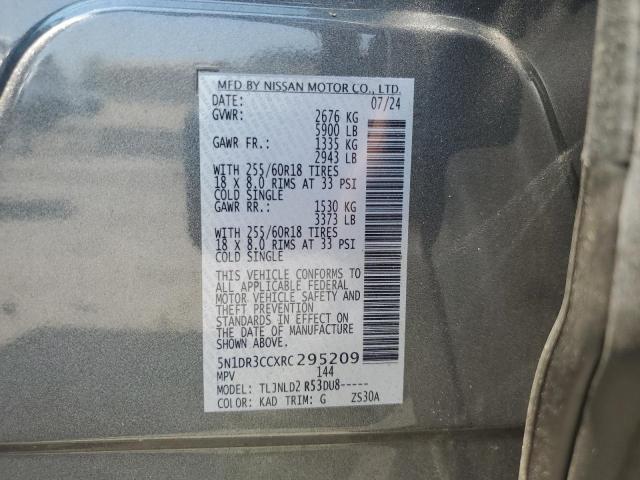 MFD BY NISSAN MOTOR CO., LTD.
DATE: 07/24
GVWR: 2676 KG
5900 LB
GAWR FR.: 1335 KG
2943 LB
WITH 255/60R18 TIRES
18 X 8.0 RIMS AT 33 PSI
COLD SINGLE
GAWR RR.: 1530 KG
3373 LB
WITH 255/60R18 TIRES
18 X 8.0 RIMS AT 33 PSI
COLD SINGLE
THIS VEHICLE CONFORMS TO
ALL APPLICABLE FEDERAL
MOTOR VEHICLE SAFETY AND
THEFT PREVENTION
STANDARDS IN EFFECT ON
THE DATE OF MANUFACTURE
SHOWN ABOVE.
5N1DR3CCXRC295209
MPV 144
MODEL: TLJNLD2 R53DU8-----
COLOR: KAD TRIM: G ZS30A